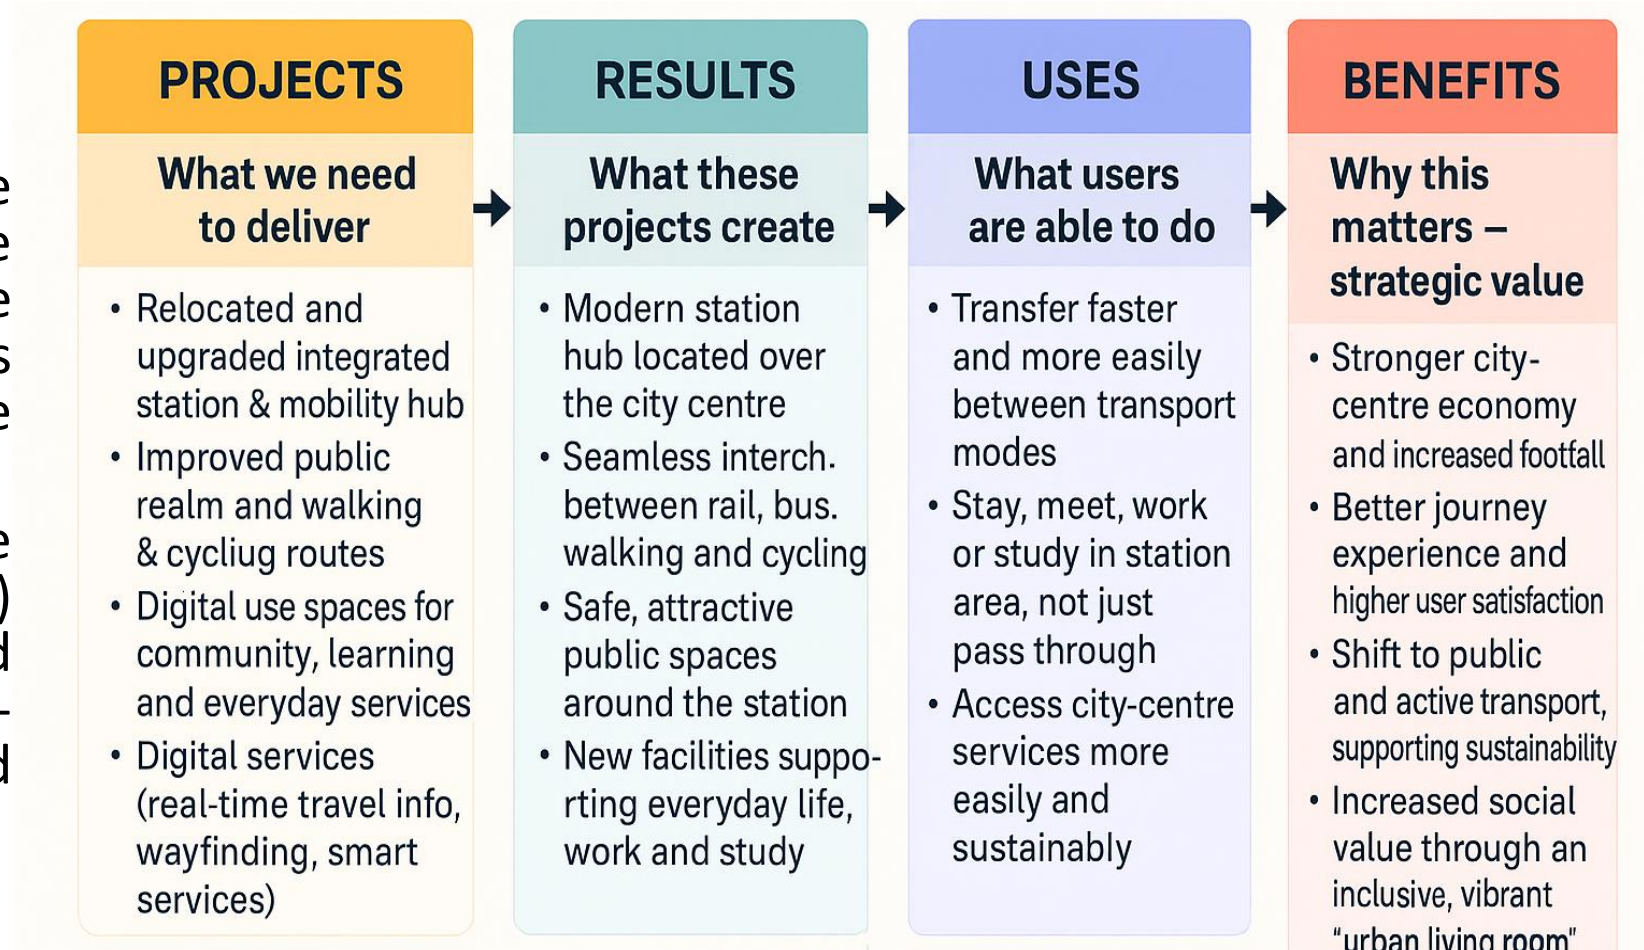 PROJECTS
What we need
to deliver
• Relocated and
upgraded integrated
station & mobility hub
• Improved public
realm and walking
& cycliug routes
• Digital use spaces for
community, learning
and everyday services
• Digital services
(real-time travel info,
wayfinding, smart
services)
RESULTS
What these
projects create
• Modern station
hub located over
the city centre
• Seamless interch.
between rail, bus.
walking and cycling
• Safe, attractive
public spaces
around the station
• New facilities suppo-
rting everyday life,
work and study
USES
What users
are able to do
• Transfer faster
and more easily
between transport
modes
• Stay, meet, work
or study in station
area, not just
pass through
• Access city-centre
services more
easily and
sustainably
BENEFITS
Why this
matters –
strategic value
• Stronger city-
centre economy
and increased footfall
• Better journey
experience and
higher user satisfaction
• Shift to public
and active transport,
supporting sustainability
• Increased social
value through an
inclusive, vibrant
“urban living room”